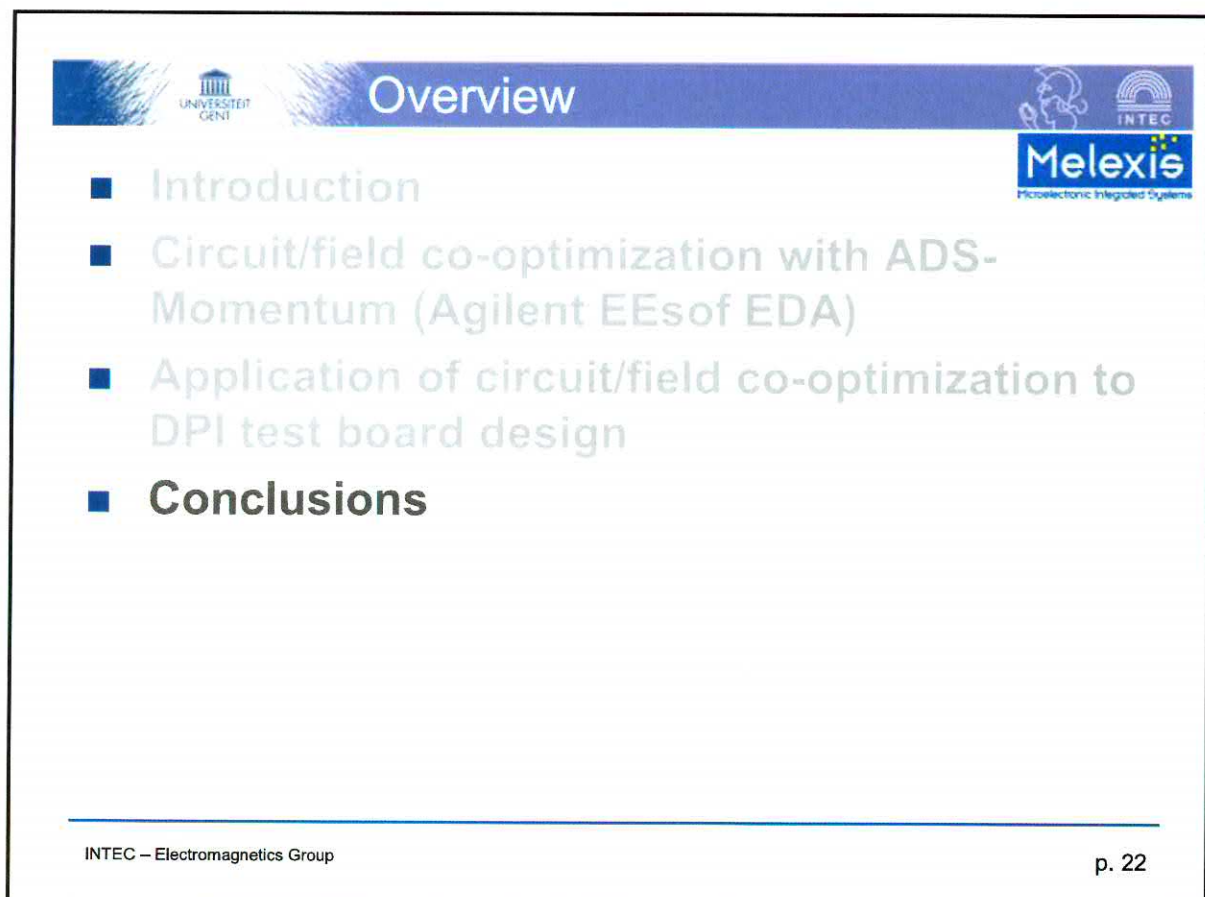 UNIVERSITEIT
GENT
Overview
INTEC
Melexis
Microelectronic Integrated Systems
■ Introduction
■ Circuit/field co-optimization with ADS-
Momentum (Agilent EEsof EDA)
■ Application of circuit/field co-optimization to
DPI test board design
■ Conclusions
INTEC – Electromagnetics Group
p. 22